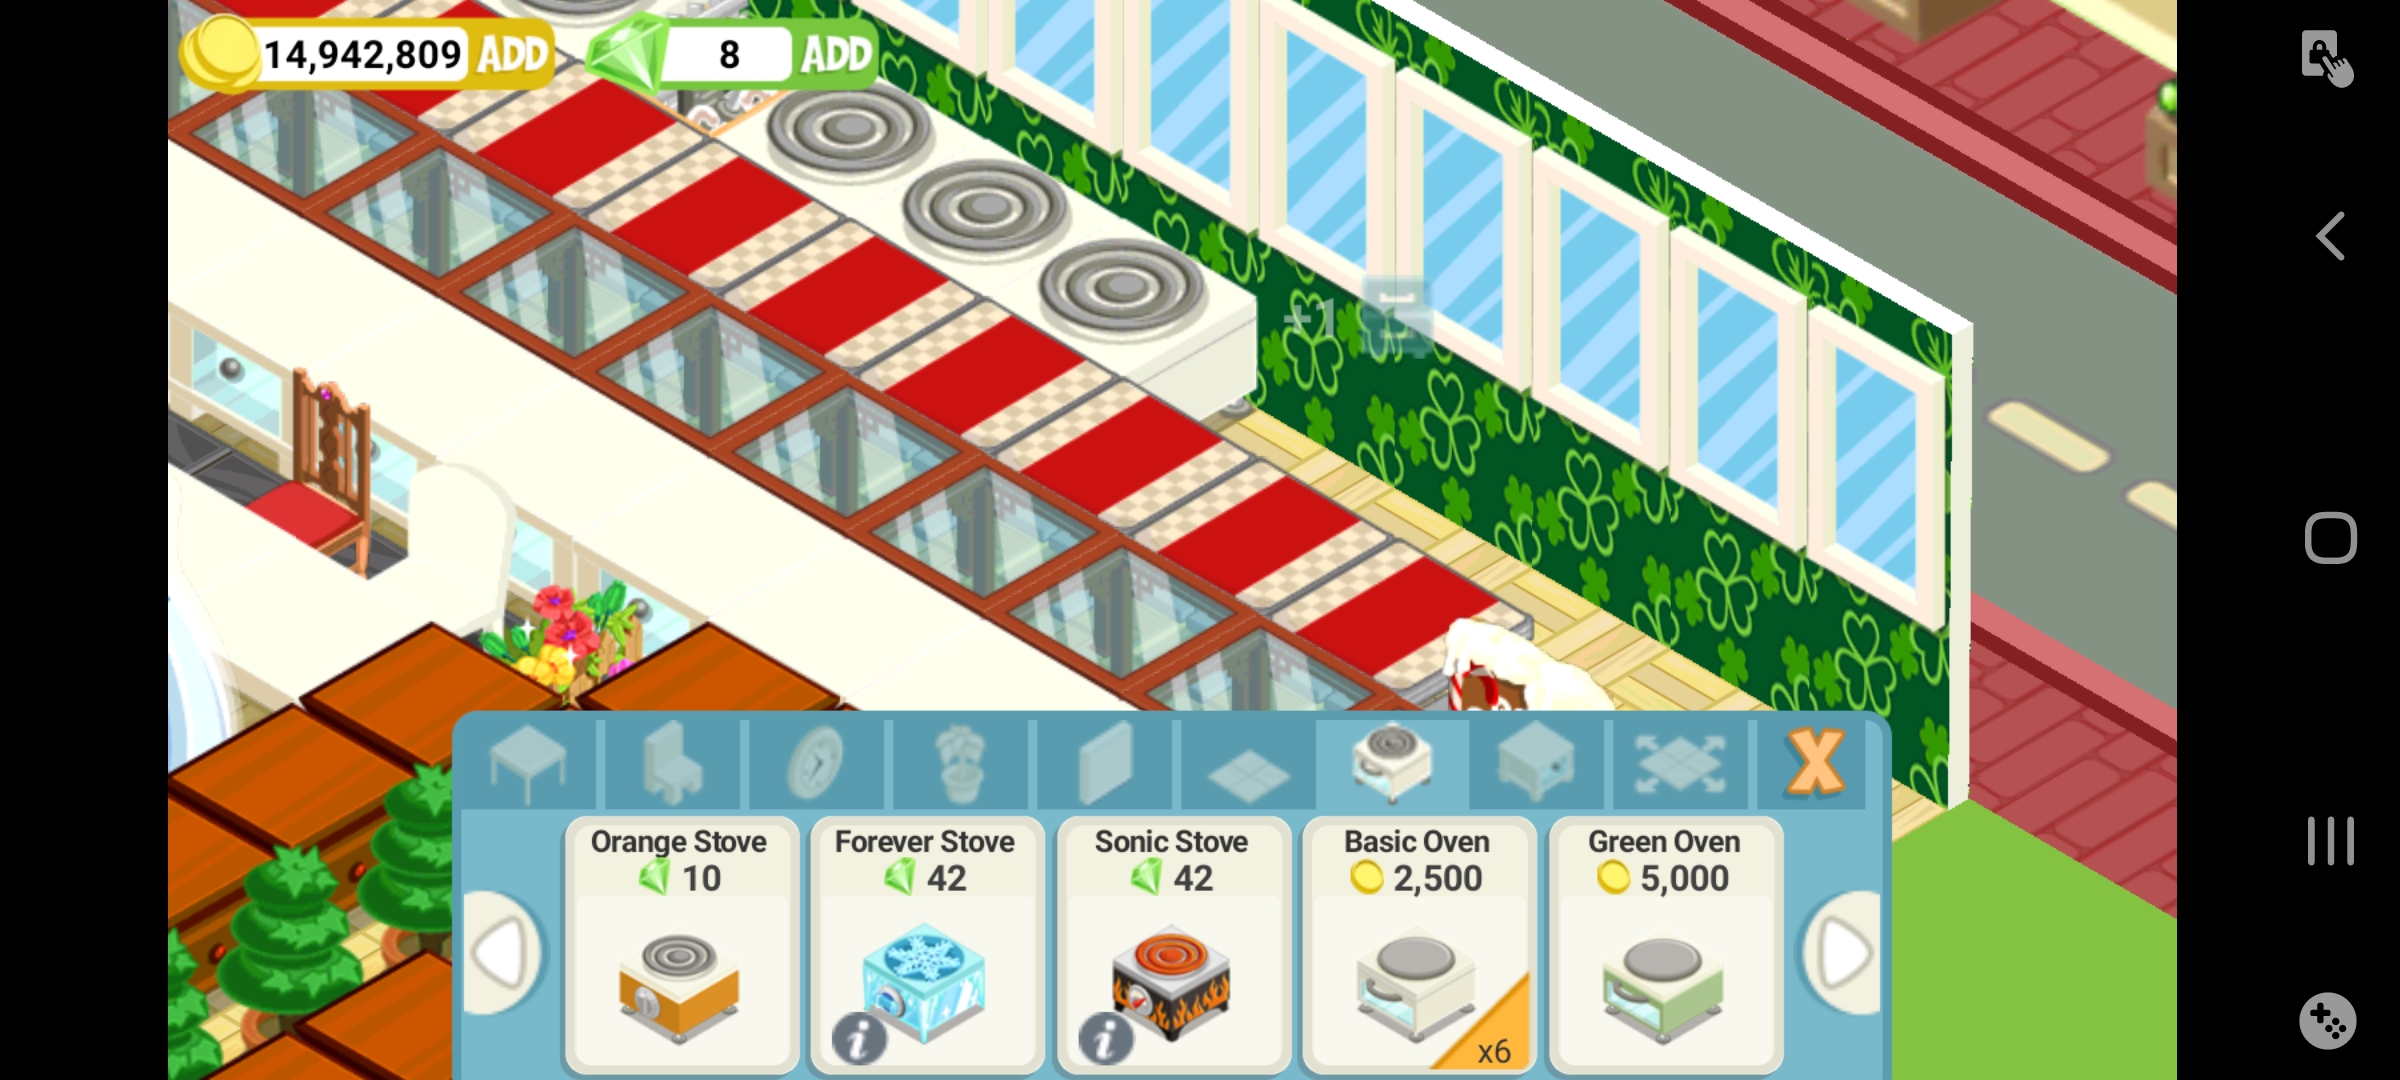 14,942,809 ADD
8 ADD
+1
Orange Stove
10
Forever Stove
42
Sonic Stove
42
Basic Oven
2,500
x6
Green Oven
5,000